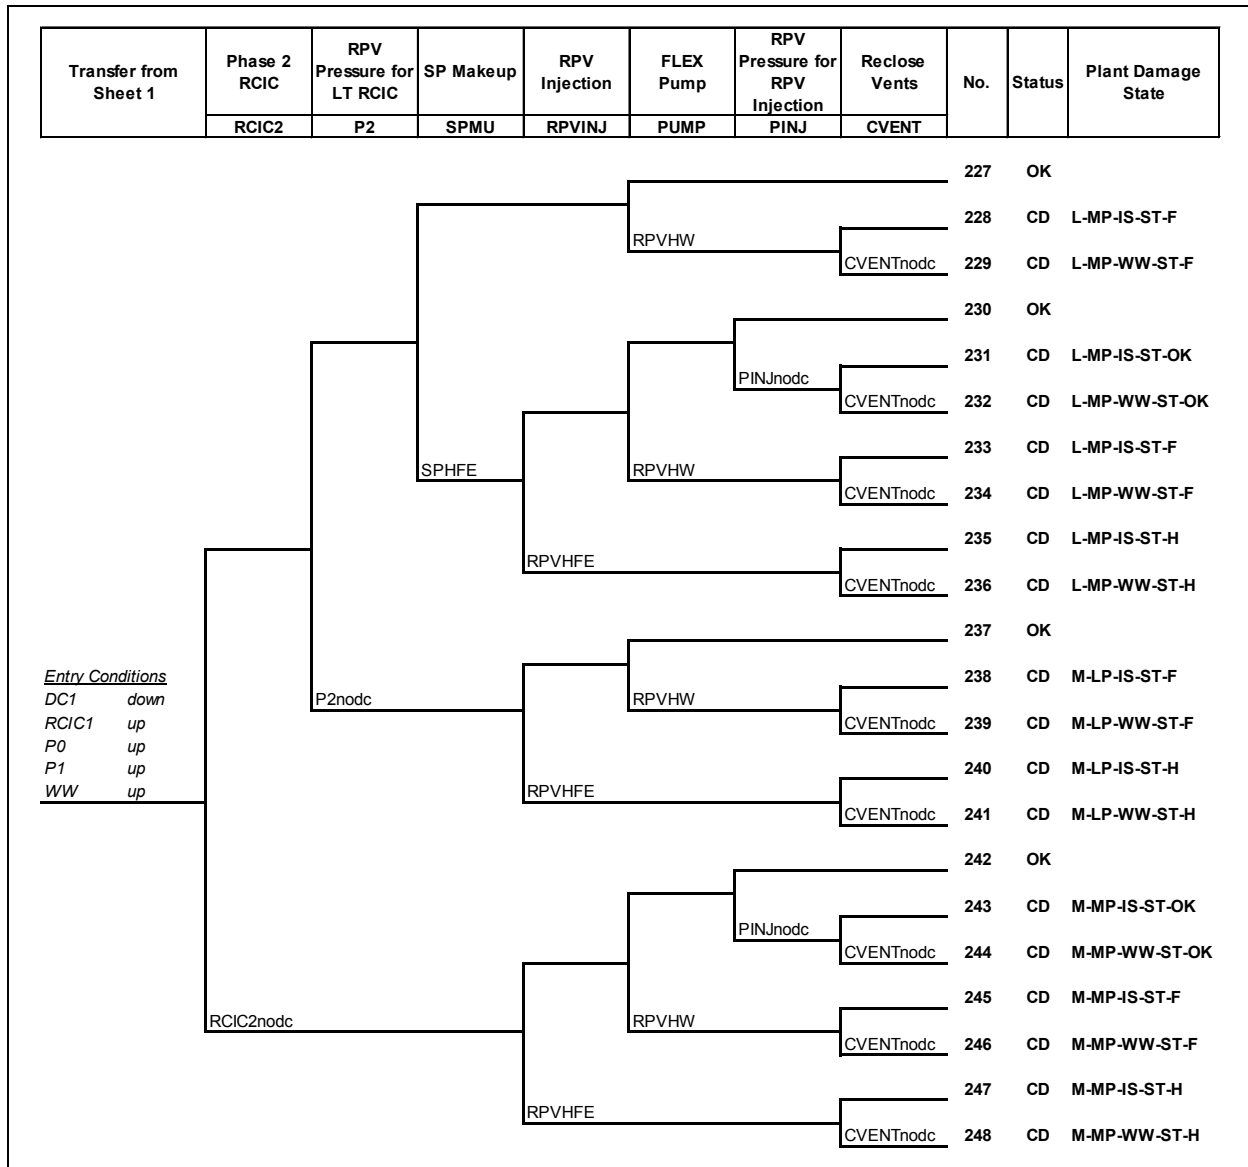 Transfer from
Sheet 1
Phase 2
RCIC
RPV
Pressure for
LT RCIC
SP Makeup
RPV
Injection
FLEX
Pump
RPV
Pressure for
RPV
Injection
Reclose
Vents
No.
Status
Plant Damage
State
RCIC2 P2 SPMU RPVINJ PUMP PINJ CVENT
227 OK
228 CD L-MP-IS-ST-F
RPVHW
CVENTnodc 229 CD L-MP-WW-ST-F
230 OK
231 CD L-MP-IS-ST-OK
PINJnodc
CVENTnodc 232 CD L-MP-WW-ST-OK
233 CD L-MP-IS-ST-F
SPHFE RPVHW
CVENTnodc 234 CD L-MP-WW-ST-F
235 CD L-MP-IS-ST-H
RPVHFE
CVENTnodc 236 CD L-MP-WW-ST-H
237 OK
Entry Conditions
238 CD M-LP-IS-ST-F
DC1 down
P2nodc RPVHW
RCIC1 up
CVENTnodc 239 CD M-LP-WW-ST-F
P0 up
P1 up
240 CD M-LP-IS-ST-H
WW up
RPVHFE
CVENTnodc 241 CD M-LP-WW-ST-H
242 OK
243 CD M-MP-IS-ST-OK
PINJnodc
CVENTnodc 244 CD M-MP-WW-ST-OK
245 CD M-MP-IS-ST-F
RCIC2nodc RPVHW
CVENTnodc 246 CD M-MP-WW-ST-F
247 CD M-MP-IS-ST-H
RPVHFE
CVENTnodc 248 CD M-MP-WW-ST-H